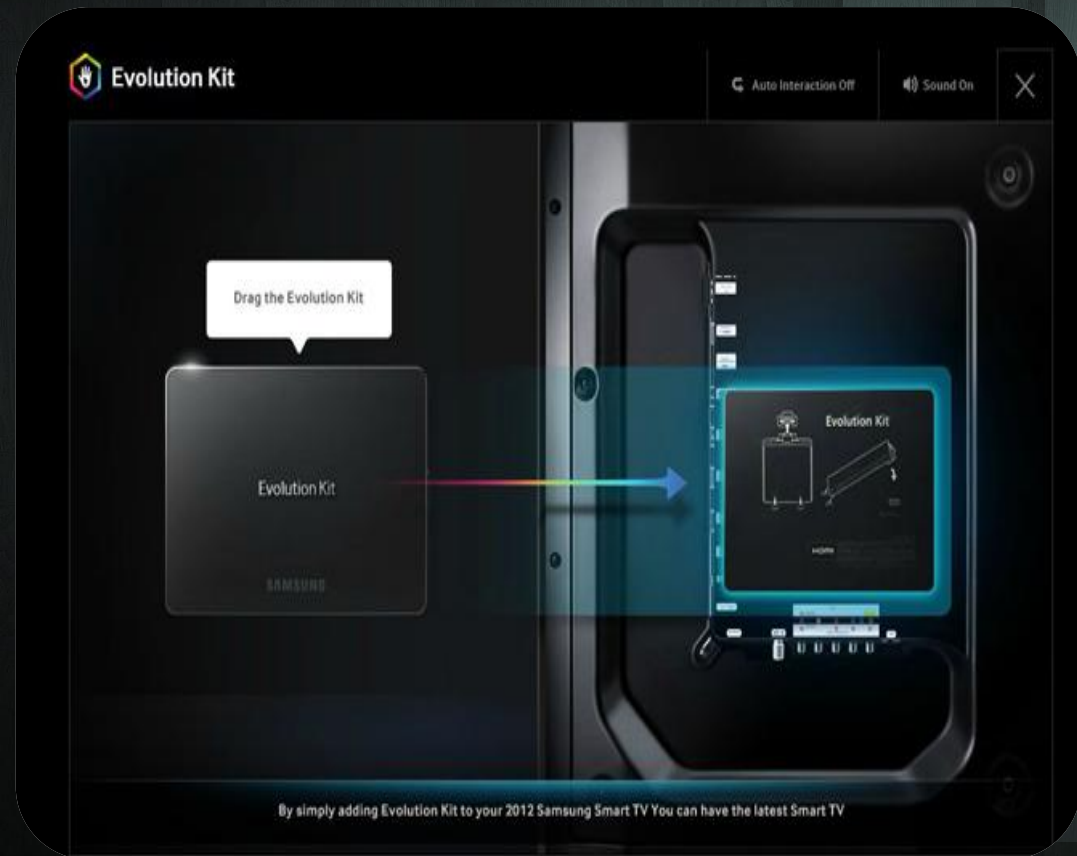 Evolution Kit
Auto Interaction Off
Sound On
Drag the Evolution Kit
Evolution Kit
SAMSUNG
Evolution Kit
HDMI
By simply adding Evolution Kit to your 2012 Samsung Smart TV You can have the latest Smart TV